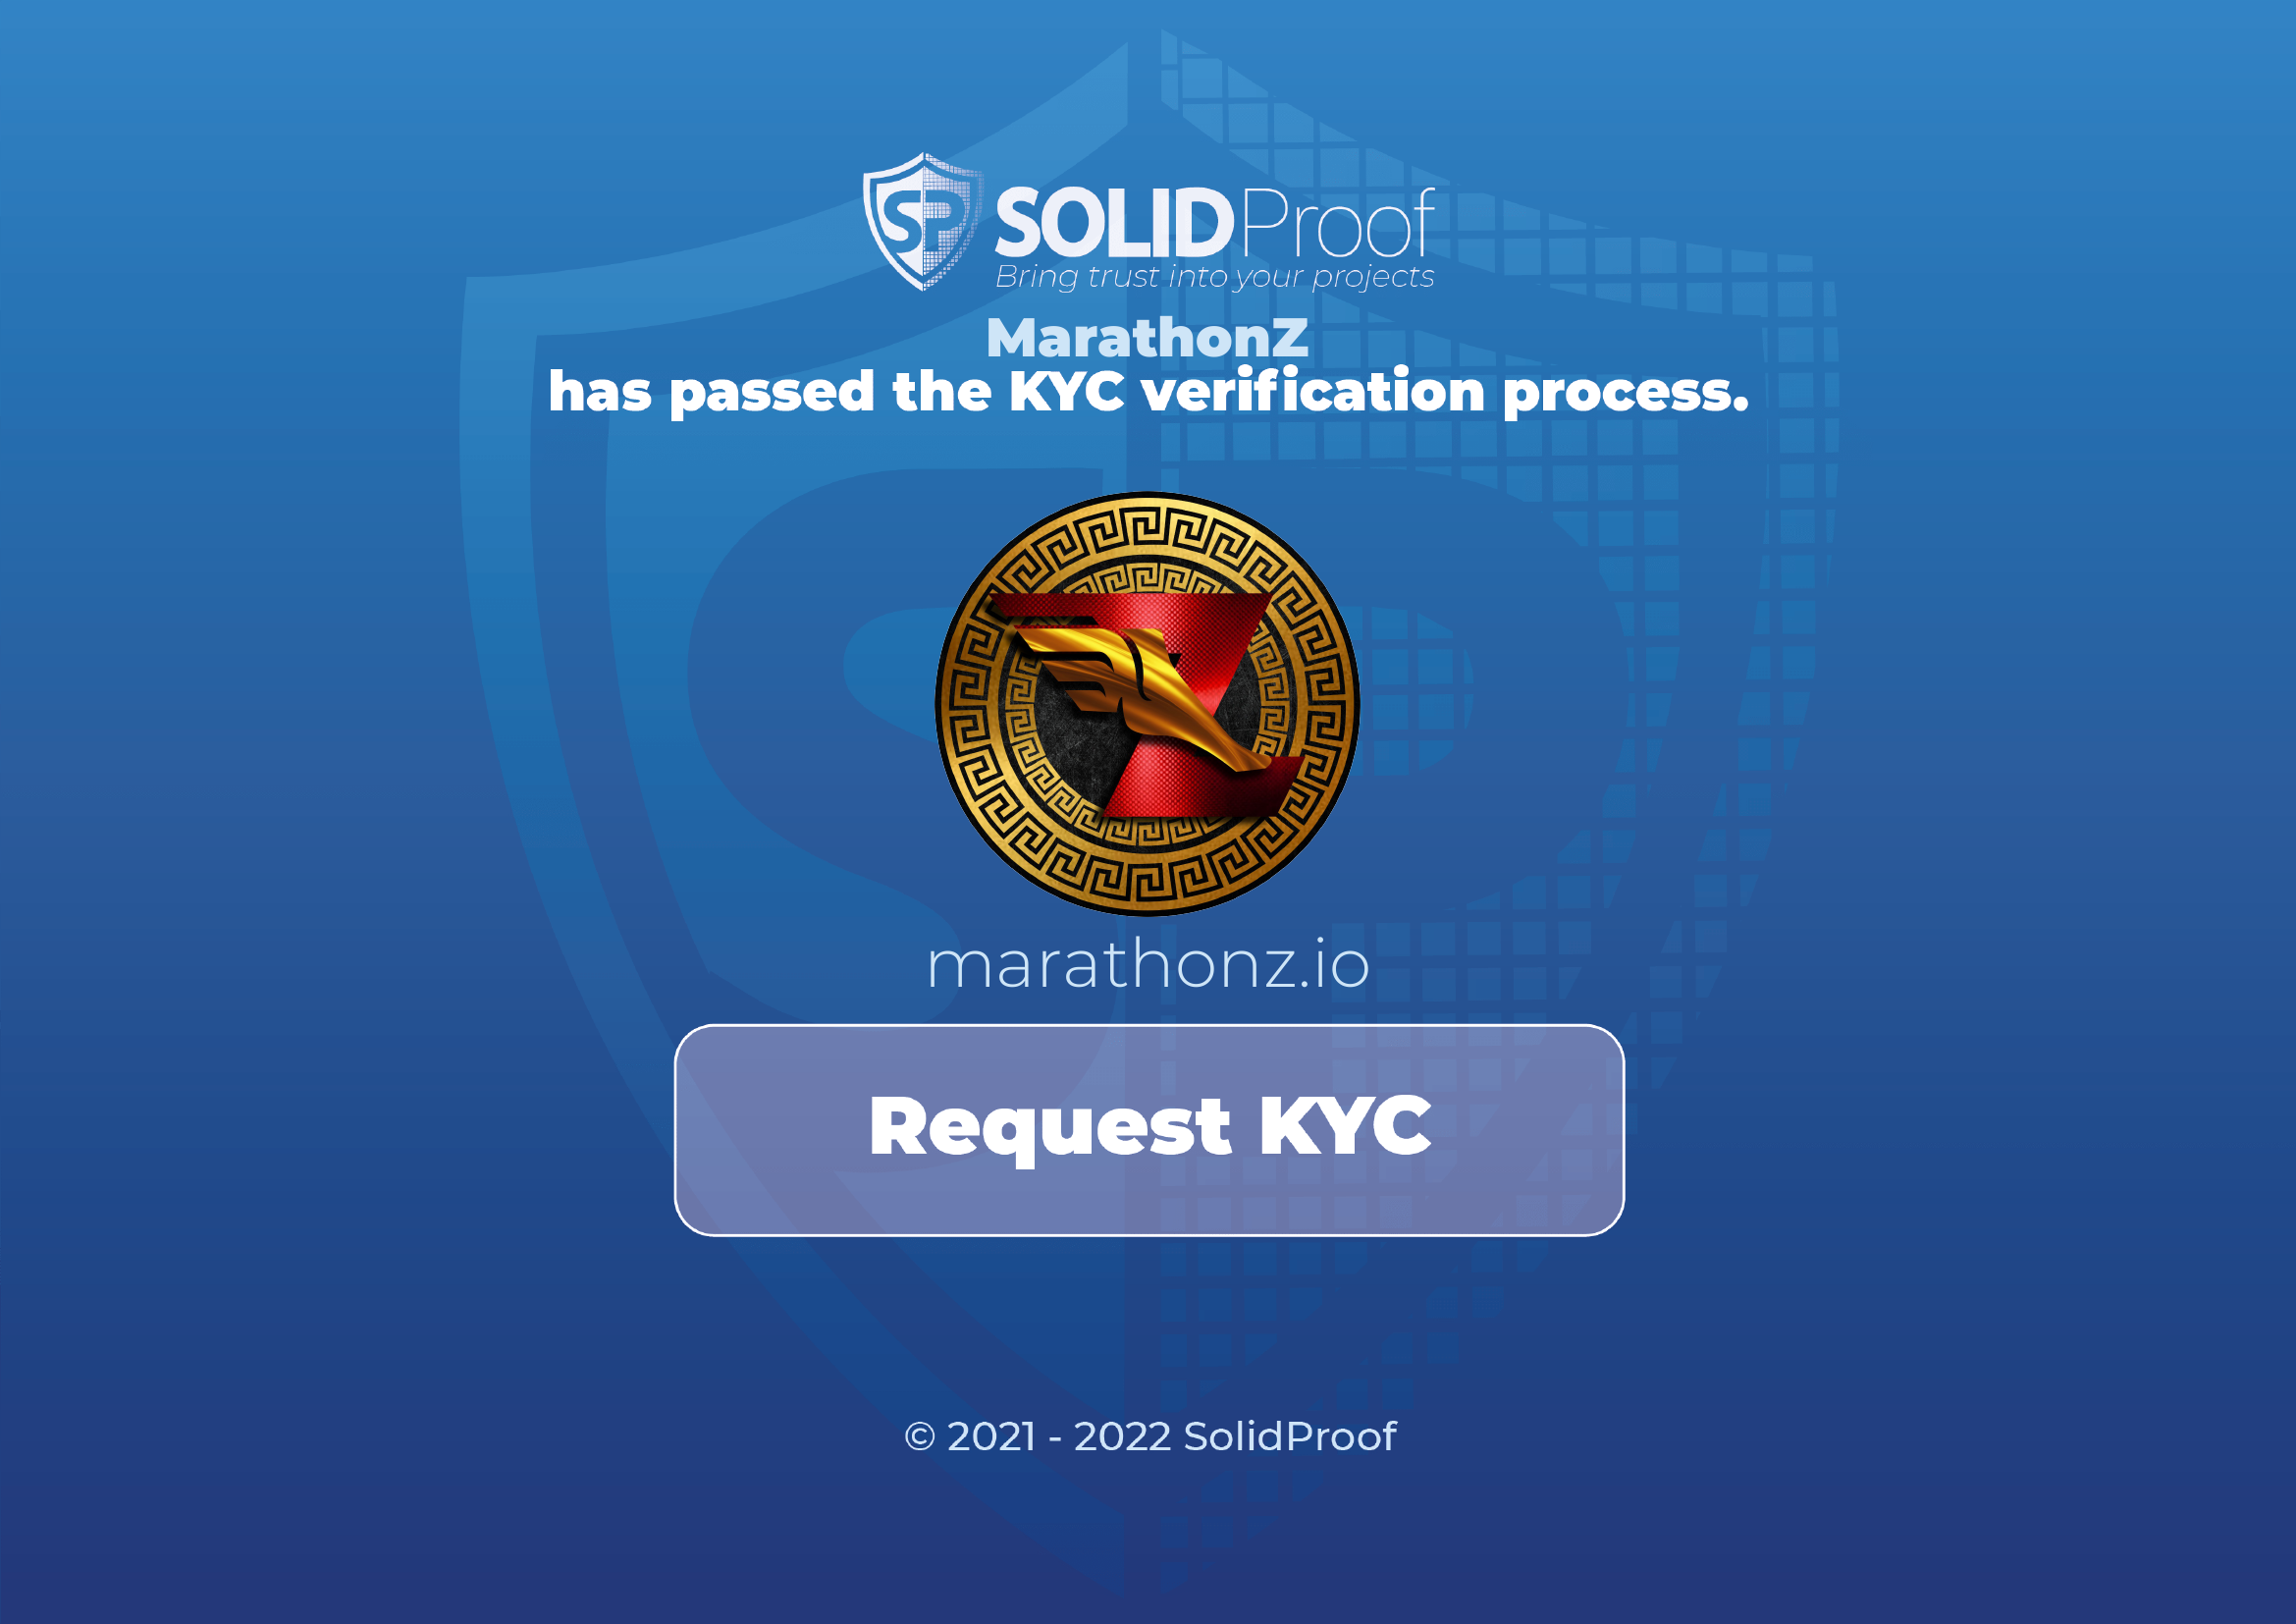 SP SOLIDProof
Bring trust into your projects
MarathonZ
has passed the KYC verification process.
Z
marathonz.io
Request KYC
© 2021 - 2022 SolidProof